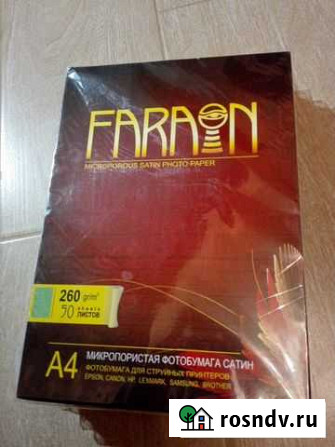 FARAON
MICROPOROUS SATIN PHOTO PAPER
260 gr/m²
50 sheets
ЛИСТОВ
A4
МИКРОПОРИСТАЯ ФОТОБУМАГА САТИН
ФОТОБУМАГА ДЛЯ СТРУЙНЫХ ПРИНТЕРОВ
EPSON, CANON, HP, LEXMARK, SAMSUNG, BROTHER
rosndv.ru